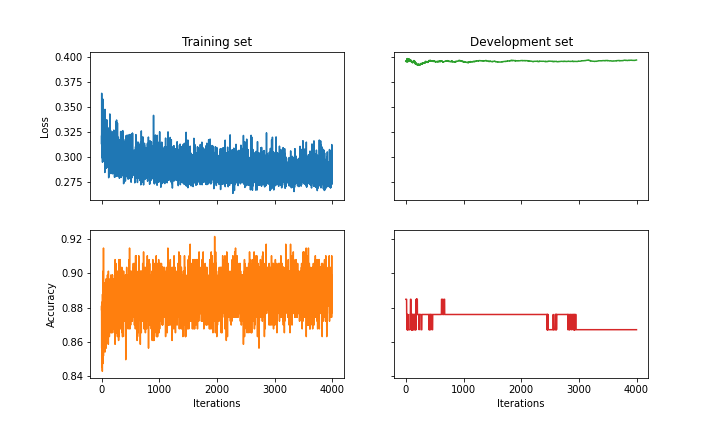 Training set
Development set
0.400
0.375
0.350
0.325
0.300
0.275
Loss
0.92
0.90
0.88
0.86
0.84
Accuracy
0 1000 2000 3000 4000
0 1000 2000 3000 4000
Iterations
Iterations